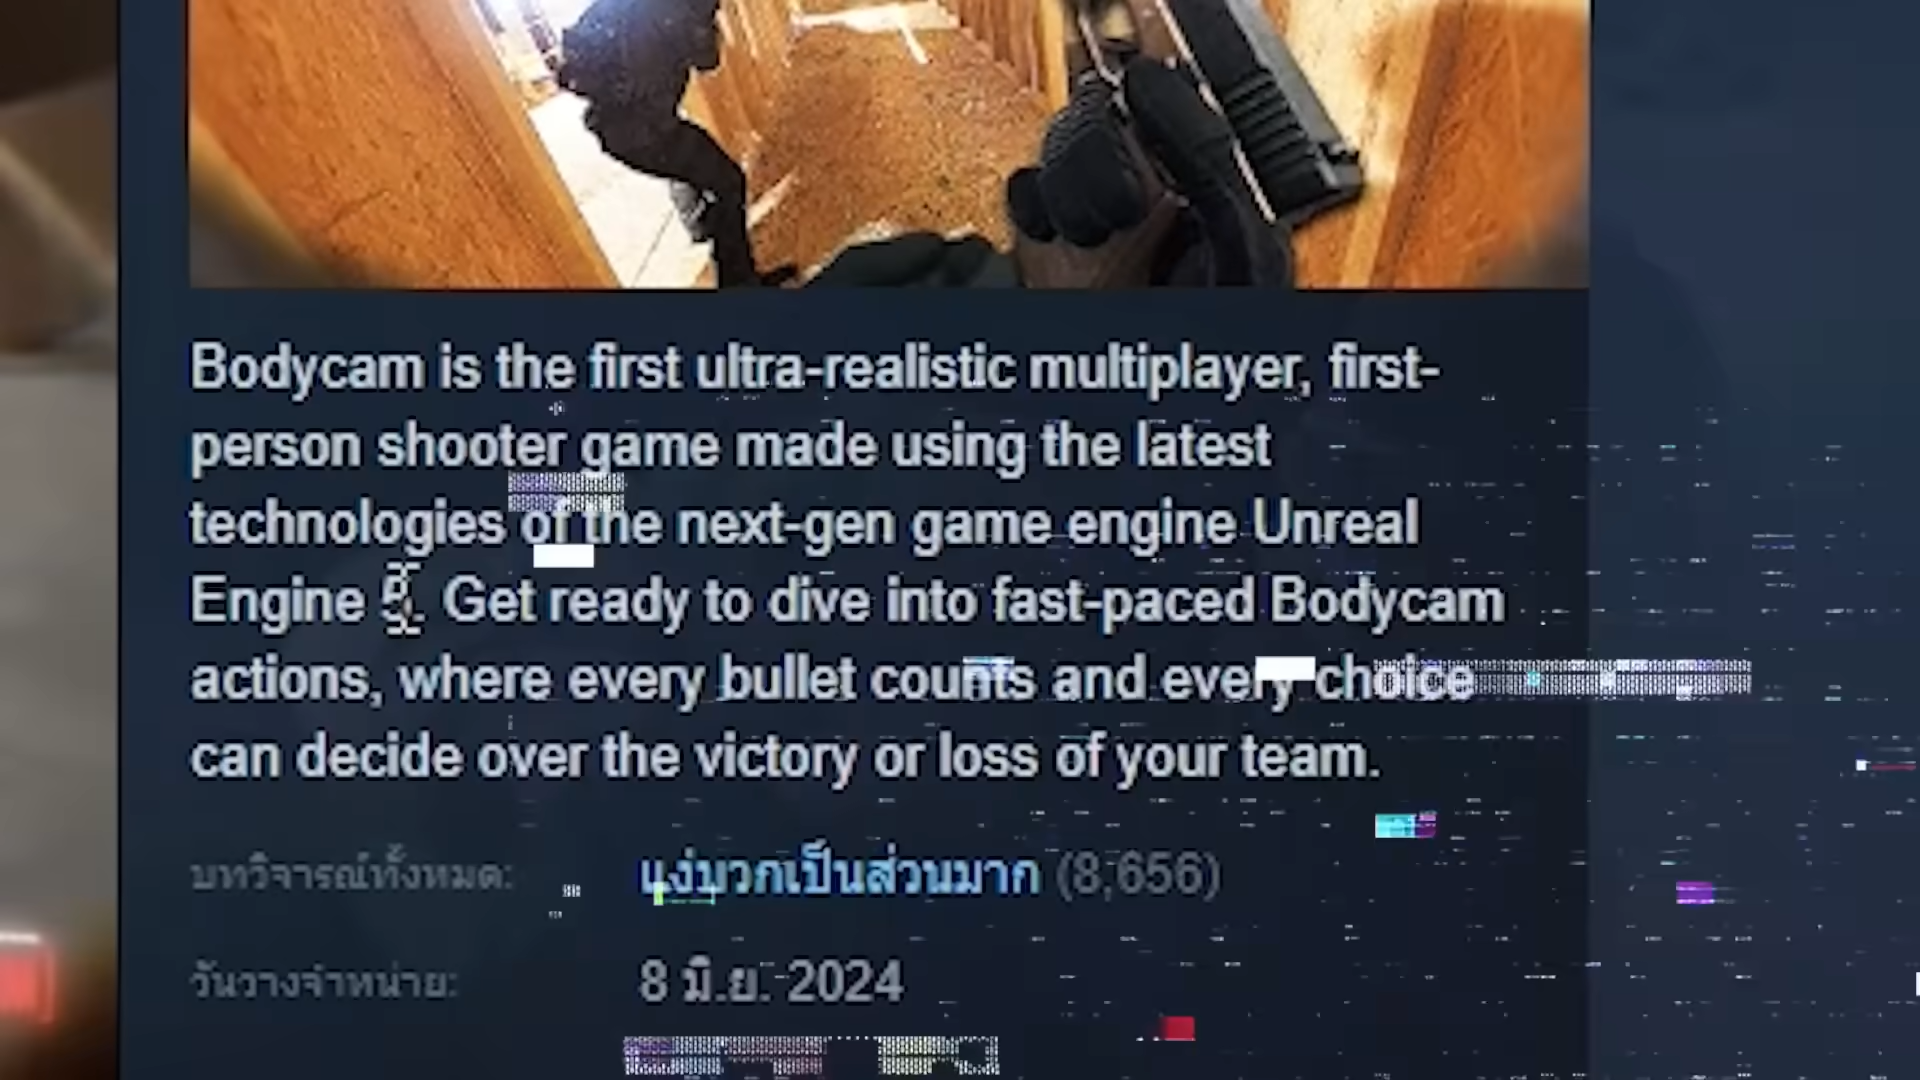 Bodycam is the first ultra-realistic multiplayer, first-
person shooter game made using the latest
technologies of the next-gen game engine Unreal
Engine 5. Get ready to dive into fast-paced Bodycam
actions, where every bullet counts and every choice
can decide over the victory or loss of your team.
บทวิจารณ์ทั้งหมด: แง่บวกเป็นส่วนมาก (8,656)
วันวางจำหน่าย: 8 มิ.ย. 2024